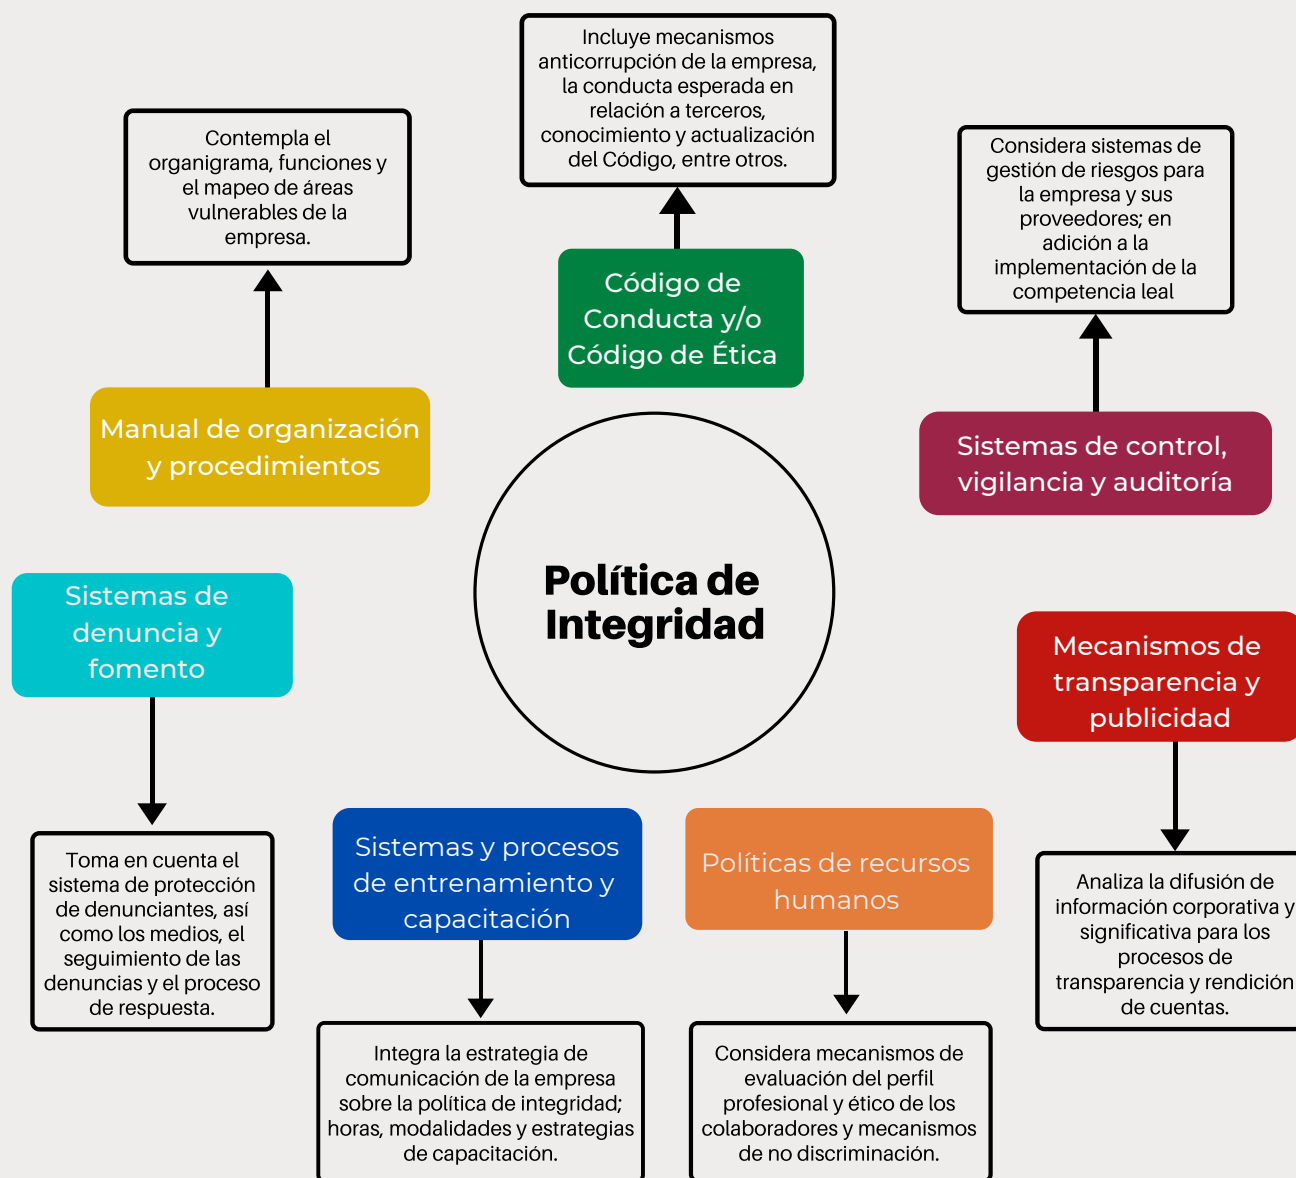 Incluye mecanismos
anticorrupción de la empresa,
la conducta esperada en
relación a terceros,
conocimiento y actualización
del Código, entre otros.
Contempla el
organigrama, funciones y
el mapeo de áreas
vulnerables de la
empresa.
Considera sistemas de
gestión de riesgos para
la empresa y sus
proveedores; en
adición a la
implementación de la
competencia leal
Código de
Conducta y/o
Código de Ética
Manual de organización
y procedimientos
Sistemas de control,
vigilancia y auditoría
Política de
Integridad
Sistemas de
denuncia y
fomento
Mecanismos de
transparencia y
publicidad
Sistemas y procesos
de entrenamiento y
capacitación
Políticas de recursos
humanos
Toma en cuenta el
sistema de protección
de denunciantes, así
como los medios, el
seguimiento de las
denuncias y el proceso
de respuesta.
Analiza la difusión de
información corporativa y
significativa para los
procesos de
transparencia y rendición
de cuentas.
Integra la estrategia de
comunicación de la empresa
sobre la política de integridad;
horas, modalidades y estrategias
de capacitación.
Considera mecanismos de
evaluación del perfil
profesional y ético de los
colaboradores y mecanismos
de no discriminación.